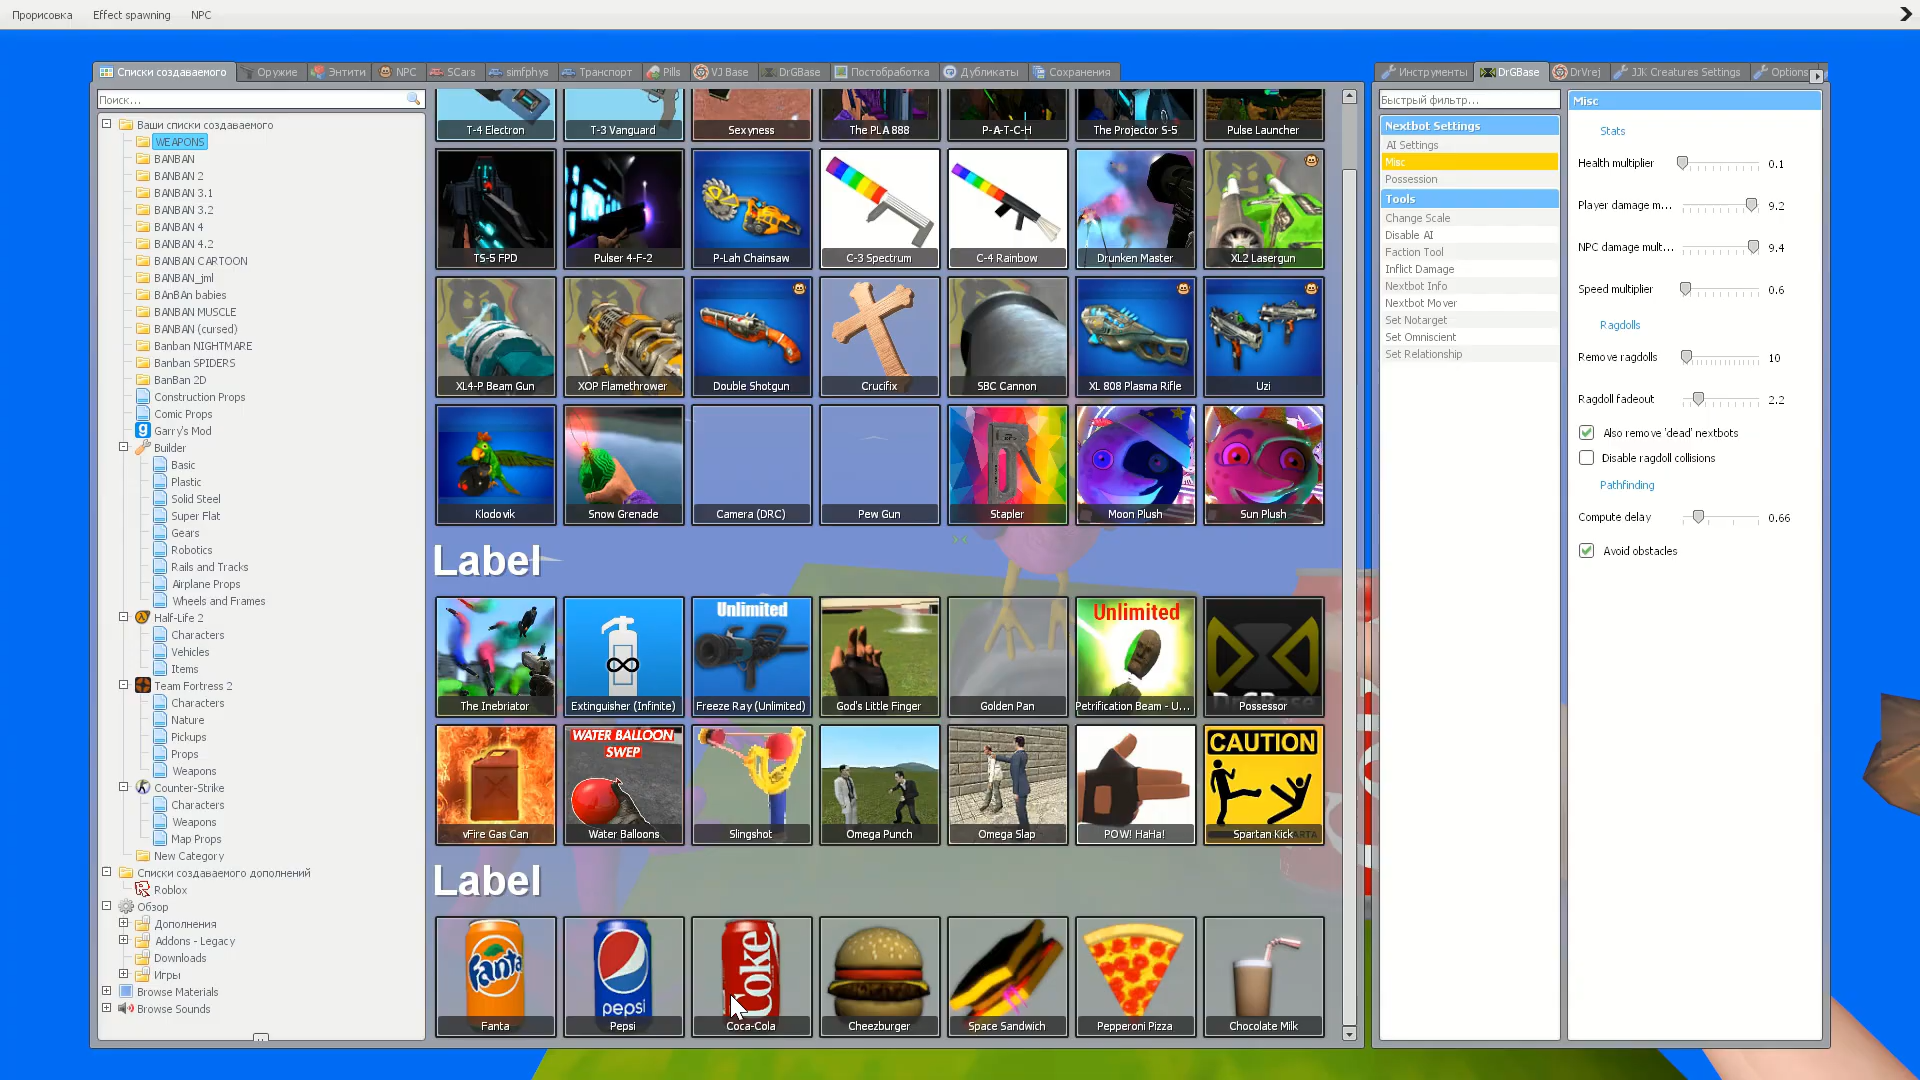 Прорисовка
Effect spawning
NPC
Списки создаваемого
Оружие
Энтити
NPC
SCars
simfphys
Транспорт
Pills
VJ Base
DrGBase
Постобработка
Дубликаты
Сохранения
Поиск...
Ваши списки создаваемого
WEAPONS
BANBAN
BANBAN 2
BANBAN 3.1
BANBAN 3.2
BANBAN 4
BANBAN 4.2
BANBAN CARTOON
BANBAN_jml
BAnBAn babies
BANBAN MUSCLE
BANBAN (cursed)
Banban NIGHTMARE
Banban SPIDERS
BanBan 2D
Construction Props
Comic Props
Garry's Mod
Builder
Basic
Plastic
Solid Steel
Super Flat
Gears
Robotics
Rails and Tracks
Airplane Props
Wheels and Frames
Half-Life 2
Characters
Vehicles
Items
Team Fortress 2
Characters
Nature
Pickups
Props
Weapons
Counter-Strike
Characters
Weapons
Map Props
New Category
Списки создаваемого дополнений
Roblox
Обзор
Дополнения
Addons - Legacy
Downloads
Игры
Browse Materials
Browse Sounds
T-4 Electron
T-3 Vanguard
Sexyness
The PLA 888
P-A-T-C-H
The Projector S-5
Pulse Launcher
TS-5 FPD
Pulser 4-F-2
P-Lah Chainsaw
C-3 Spectrum
C-4 Rainbow
Drunken Master
XL2 Lasergun
XL4-P Beam Gun
XOP Flamethrower
Double Shotgun
Crucifix
SBC Cannon
XL 808 Plasma Rifle
Uzi
Klodovik
Snow Grenade
Camera (DRC)
Pew Gun
Stapler
Moon Plush
Sun Plush
Label
The Inebriator
Extinguisher (Infinite)
Unlimited
Freeze Ray (Unlimited)
God's Little Finger
Golden Pan
Unlimited
Petrification Beam - U...
DrGBase
Possessor
vFire Gas Can
WATER BALLOON
SWEP
Water Balloons
Slingshot
Omega Punch
Omega Slap
POW! HaHa!
CAUTION
Spartan Kick
Label
Fanta
Fanta
pepsi
Pepsi
Coke
Coca-Cola
Cheezburger
Space Sandwich
Pepperoni Pizza
Chocolate Milk
Инструменты
DrGBase
DrVrej
JJK Creatures Settings
Options
Быстрый фильтр...
Nextbot Settings
AI Settings
Misc
Possession
Tools
Change Scale
Disable AI
Faction Tool
Inflict Damage
Nextbot Info
Nextbot Mover
Set Notarget
Set Omniscient
Set Relationship
Misc
Stats
Health multiplier 0.1
Player damage m... 9.2
NPC damage mult... 9.4
Speed multiplier 0.6
Ragdolls
Remove ragdolls 10
Ragdoll fadeout 2.2
Also remove 'dead' nextbots
Disable ragdoll collisions
Pathfinding
Compute delay 0.66
Avoid obstacles